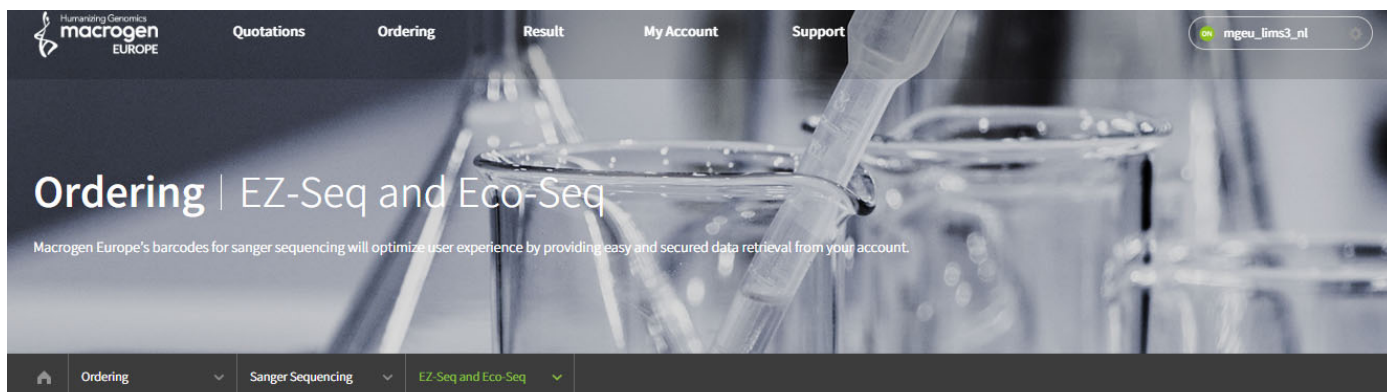 Humanizing Genomics
macrogen
EUROPE
Quotations Ordering Result My Account Support
ON mgeu_lims3_nl
Ordering | EZ-Seq and Eco-Seq
Macrogen Europe's barcodes for sanger sequencing will optimize user experience by providing easy and secured data retrieval from your account.
Ordering Sanger Sequencing EZ-Seq and Eco-Seq